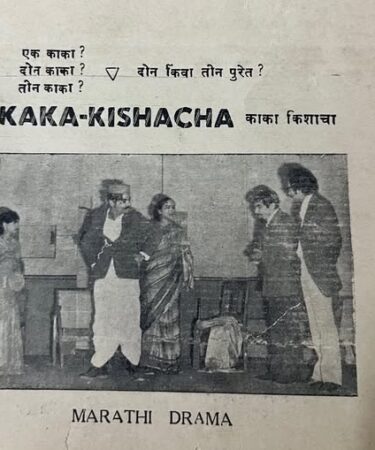 एक काका ?
दोन काका ? ▽ दोन किंवा तीन पुरेत ?
तीन काका ?
KAKA-KISHACHA काका किशाचा
MARATHI DRAMA